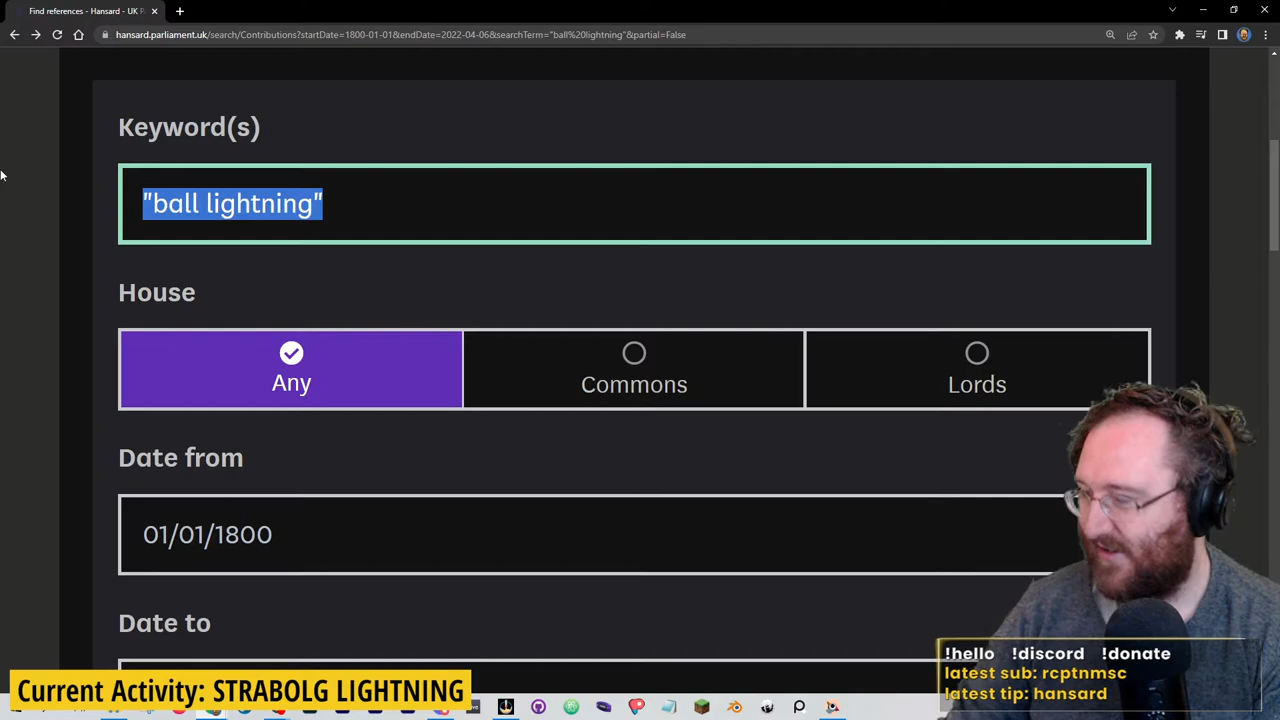 Find references - Hansard - UK P
hansard.parliament.uk/search/Contributions?startDate=1800-01-01&endDate=2022-04-06&searchTerm="ball%20lightning"&partial=False
Keyword(s)
"ball lightning"
House
Any
Commons
Lords
Date from
01/01/1800
Date to
!hello !discord !donate
latest sub: rcptnmsc
latest tip: hansard
Current Activity: STRABOLG LIGHTNING